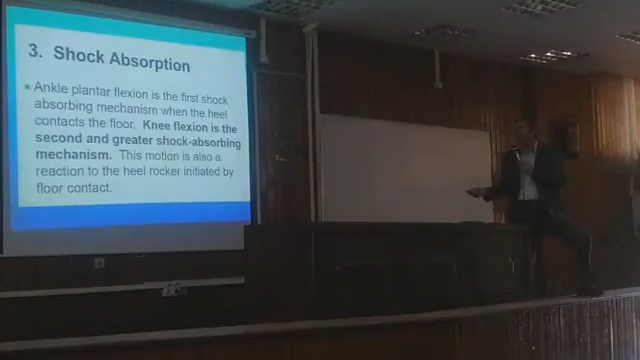 3. Shock Absorption
• Ankle plantar flexion is the first shock
absorbing mechanism when the heel
contacts the floor. Knee flexion is the
second and greater shock-absorbing
mechanism. This motion is also a
reaction to the heel rocker initiated by
floor contact.